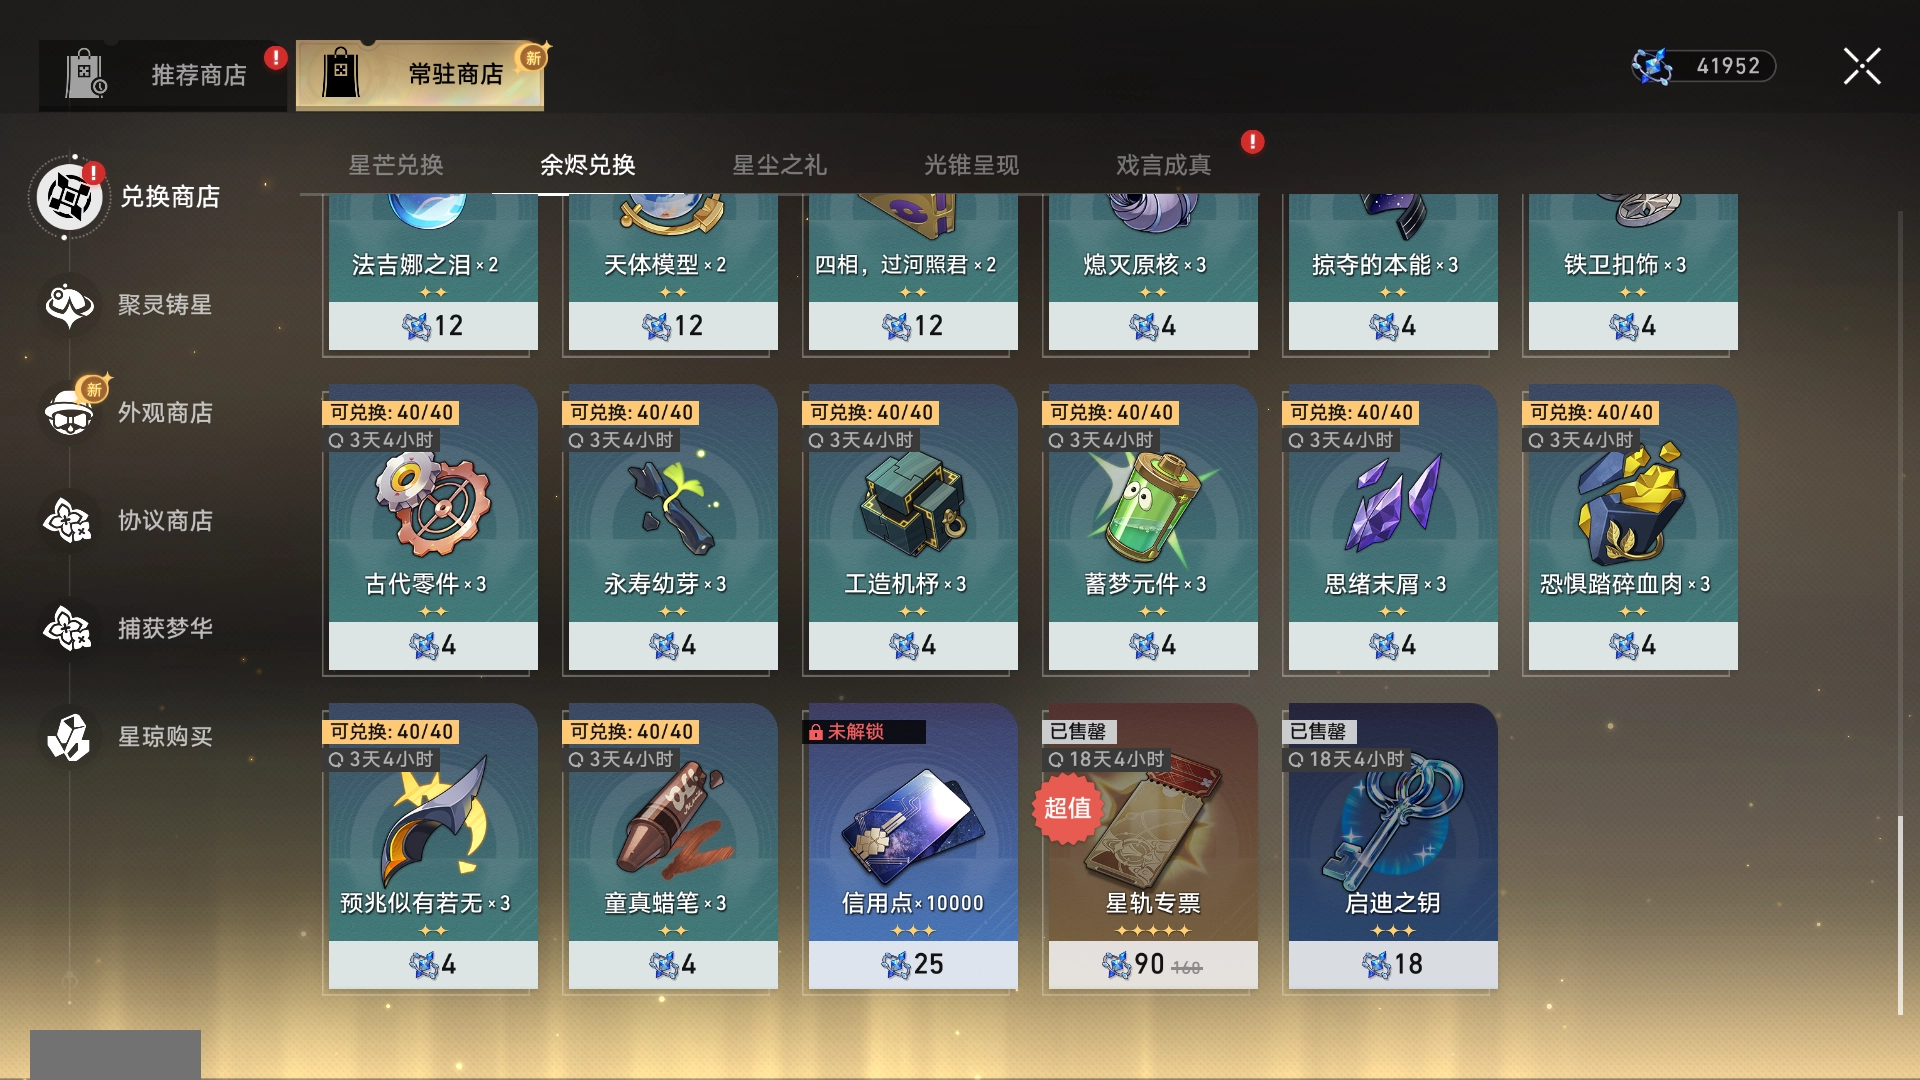 推荐商店
常驻商店
新
41952
兑换商店
聚灵铸星
新
外观商店
协议商店
捕获梦华
星琼购买
星芒兑换
余烬兑换
星尘之礼
光锥呈现
戏言成真
法吉娜之泪×2
12
天体模型×2
12
四相，过河照君×2
12
熄灭原核×3
4
掠夺的本能×3
4
铁卫扣饰×3
4
可兑换: 40/40
3天4小时
古代零件×3
4
可兑换: 40/40
3天4小时
永寿幼芽×3
4
可兑换: 40/40
3天4小时
工造机杼×3
4
可兑换: 40/40
3天4小时
蓄梦元件×3
4
可兑换: 40/40
3天4小时
思绪末屑×3
4
可兑换: 40/40
3天4小时
恐惧踏碎血肉×3
4
可兑换: 40/40
3天4小时
预兆似有若无×3
4
可兑换: 40/40
3天4小时
童真蜡笔×3
4
未解锁
信用点×10000
25
已售罄
18天4小时
超值
星轨专票
90 160
已售罄
18天4小时
启迪之钥
18